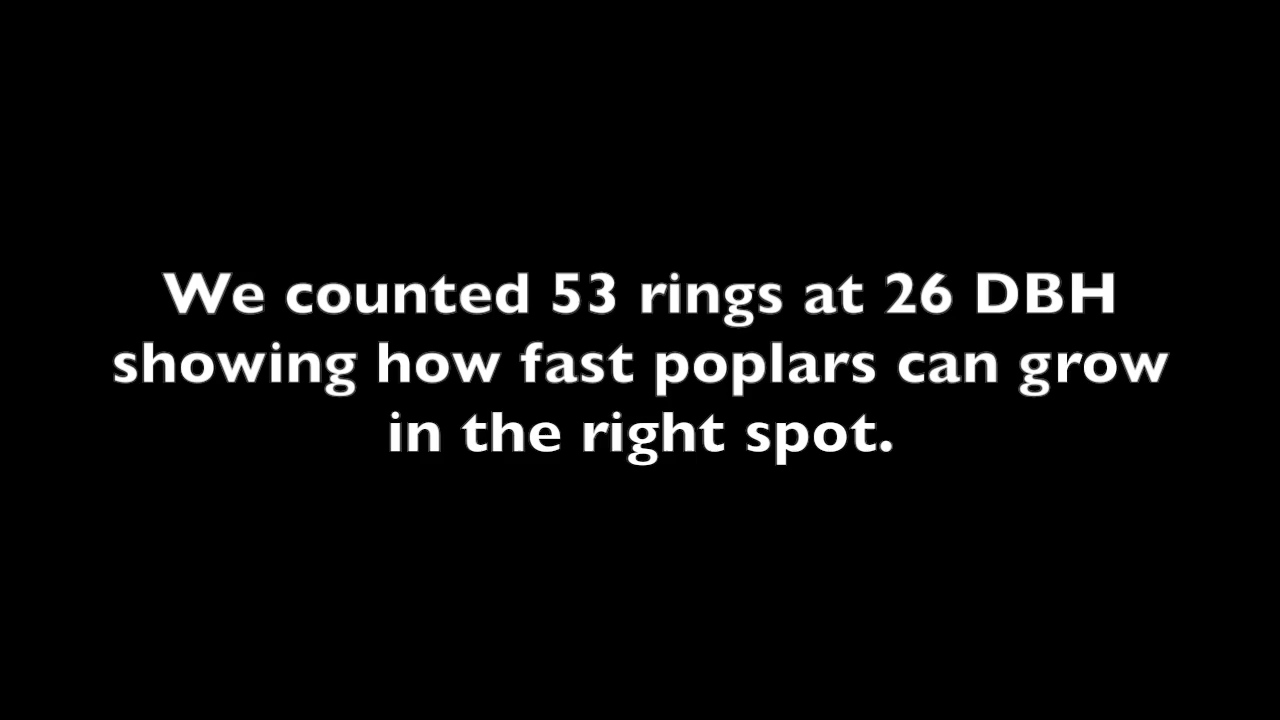 We counted 53 rings at 26 DBH
showing how fast poplars can grow
in the right spot.